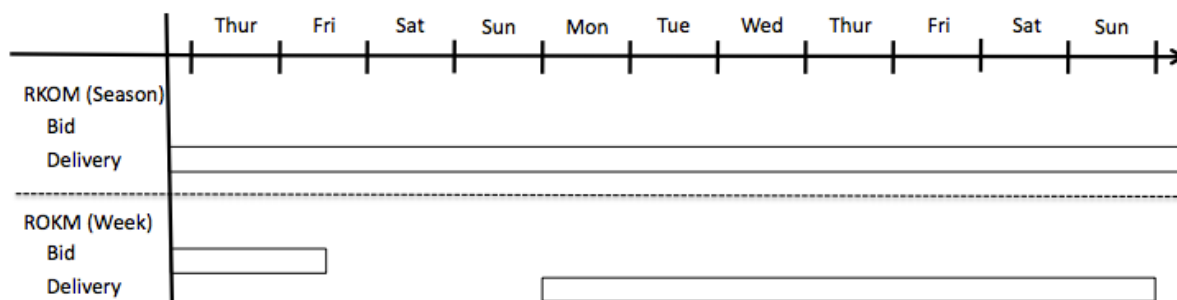 Thur Fri Sat Sun Mon Tue Wed Thur Fri Sat Sun
RKOM (Season)
Bid
Delivery
ROKM (Week)
Bid
Delivery